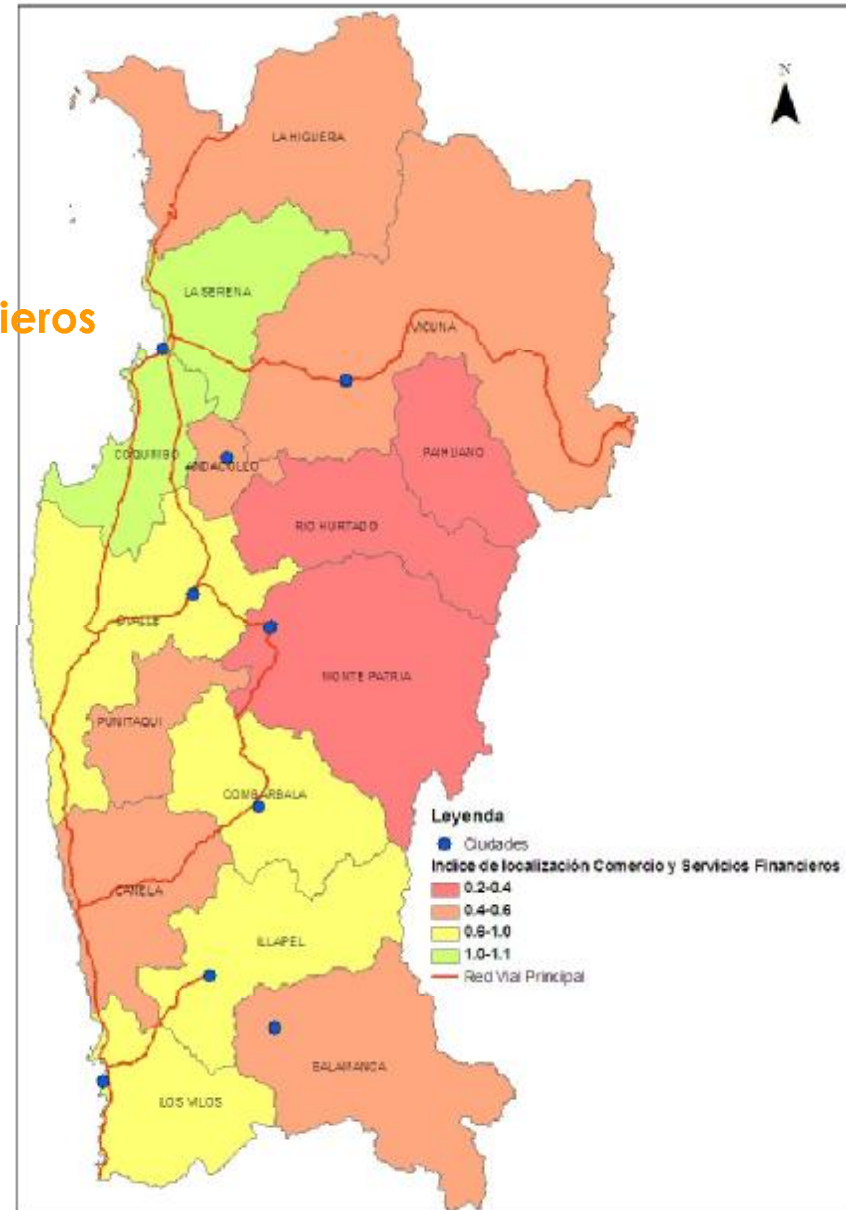 N
LA HIGUERA
LA SERENA
ieros
VICUNA
COQUIMBO
ANDACOLLO
PAIHUANO
RIO HURTADO
OVALLE
MONTE PATRIA
PUNITAQUI
COMBARBALA
CANELA
ILLAPEL
SALAMANCA
LOS VILOS
Leyenda
Ciudades
Indice de localización Comercio y Servicios Financieros
0.2-0.4
0.4-0.6
0.6-1.0
1.0-1.1
Red Vial Principal